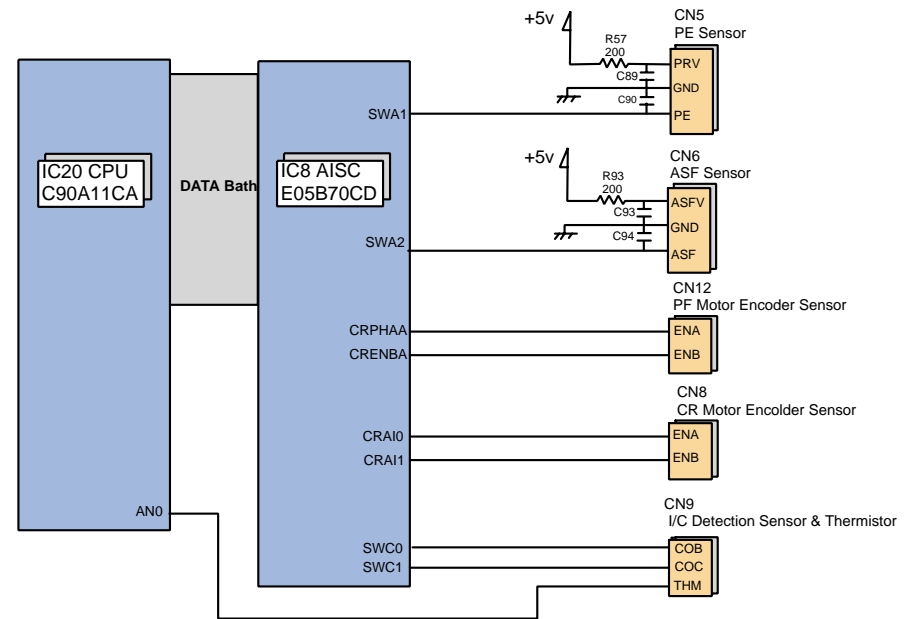 +5v
CN5
PE Sensor
R57
200
C89
C90
PRV
GND
PE
SWA1
IC20 CPU
C90A11CA
DATA Bath
IC8 AISC
E05B70CD
+5v
CN6
ASF Sensor
R93
200
C93
C94
ASFV
GND
ASF
SWA2
CN12
PF Motor Encoder Sensor
CRPHAA
ENA
CRENBA
ENB
CN8
CR Motor Encolder Sensor
CRAI0
ENA
CRAI1
ENB
AN0
CN9
I/C Detection Sensor & Thermistor
SWC0
COB
SWC1
COC
THM